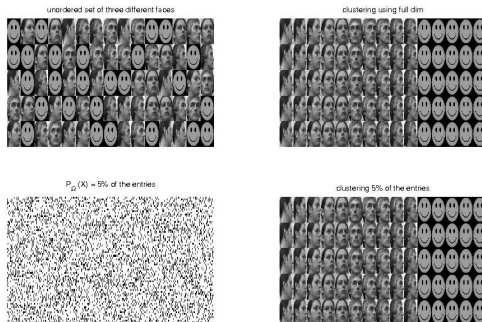 unordered set of three different faces
clustering using full dim
P_Ω (X) = 5% of the entries
clustering 5% of the entries